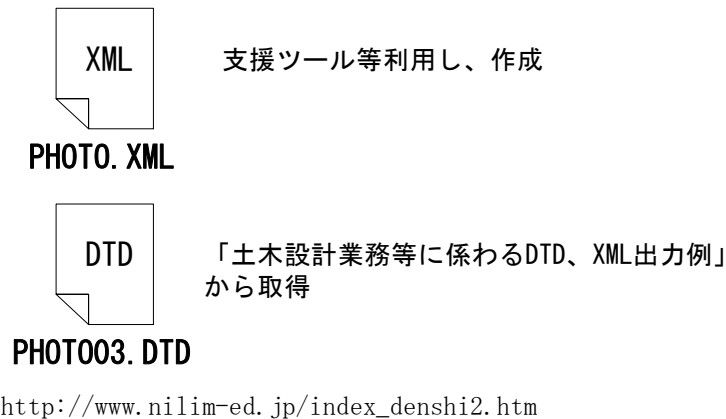 XML
支援ツール等利用し、作成
PHOTO.XML
DTD
「土木設計業務等に係わるDTD、XML出力例」
から取得
PHOTO03.DTD
http://www.nilim-ed.jp/index_denshi2.htm